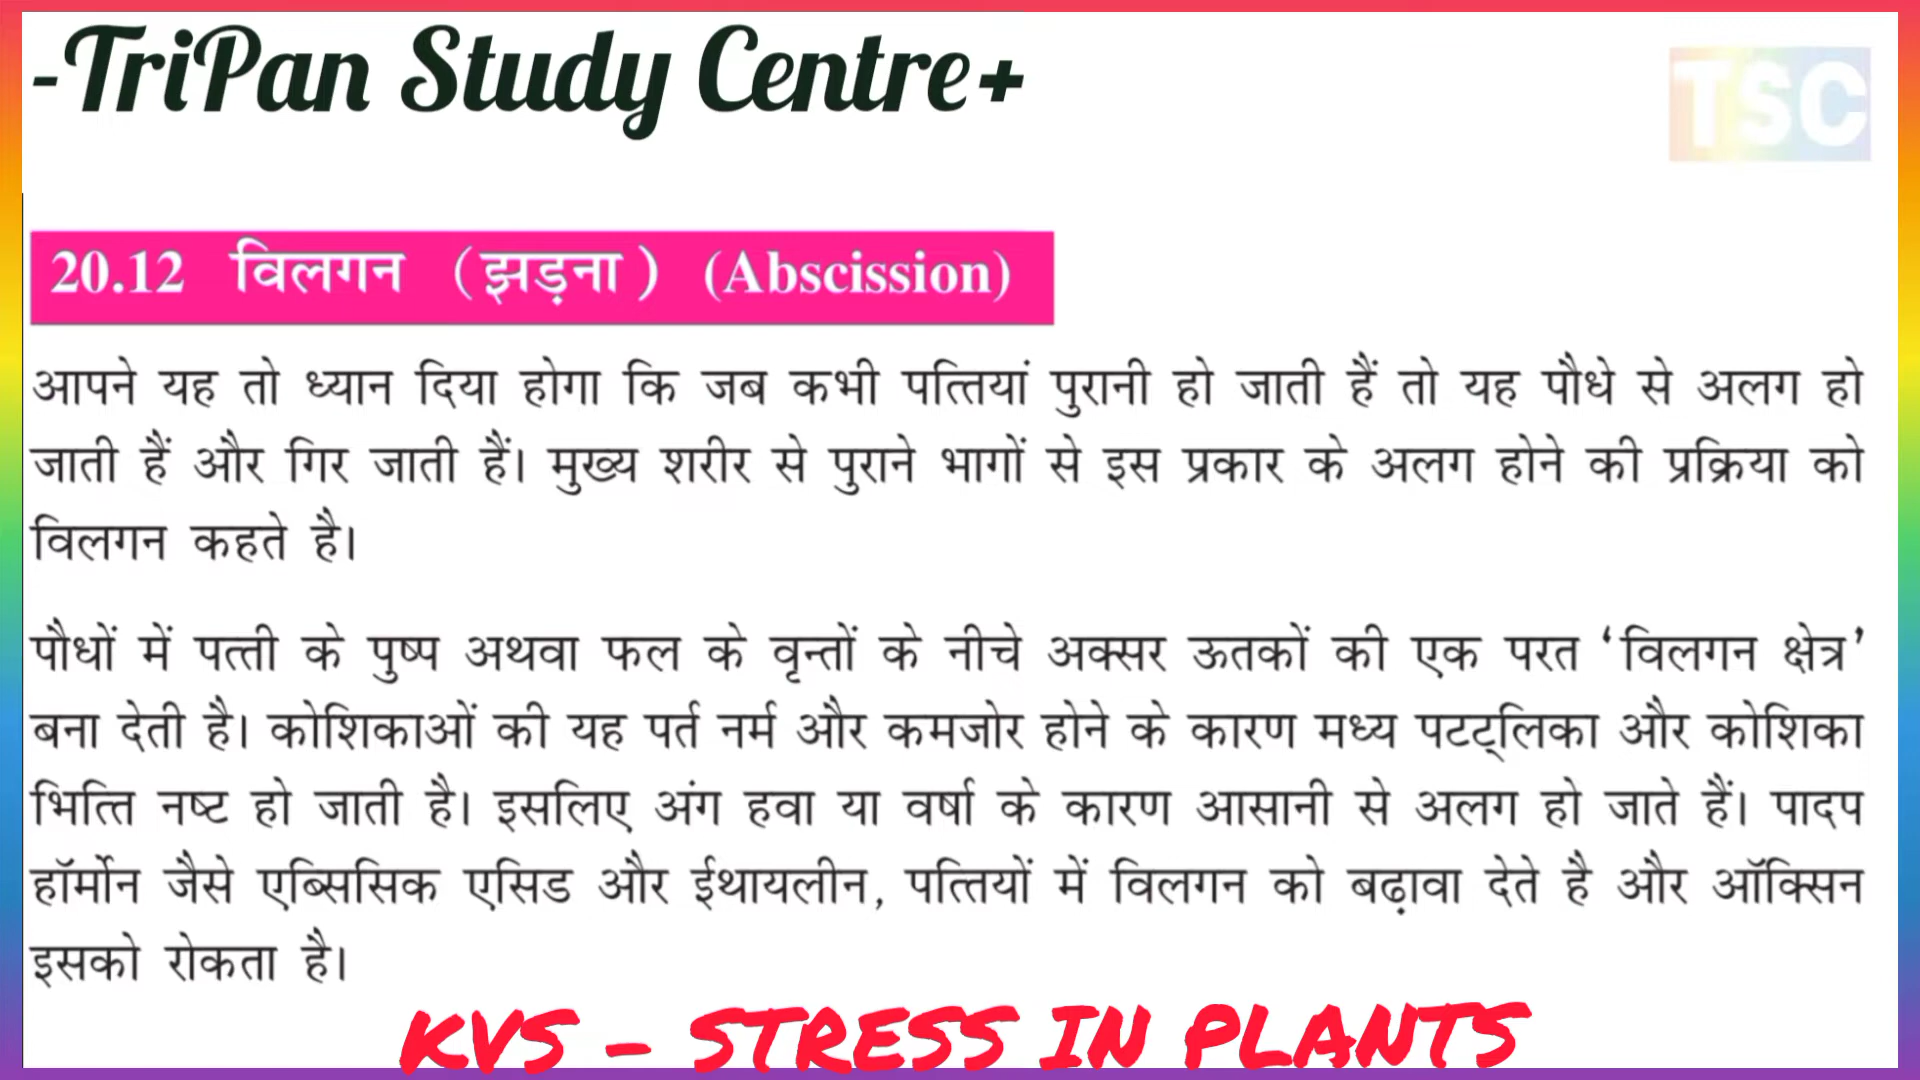 -TriPan Study Centre+
TSC
20.12 विलगन (झड़ना) (Abscission)
आपने यह तो ध्यान दिया होगा कि जब कभी पत्तियां पुरानी हो जाती हैं तो यह पौधे से अलग हो
जाती हैं और गिर जाती हैं। मुख्य शरीर से पुराने भागों से इस प्रकार के अलग होने की प्रक्रिया को
विलगन कहते है।
पौधों में पत्ती के पुष्प अथवा फल के वृन्तों के नीचे अक्सर ऊतकों की एक परत ‘विलगन क्षेत्र’
बना देती है। कोशिकाओं की यह पर्त नर्म और कमजोर होने के कारण मध्य पटट्लिका और कोशिका
भित्ति नष्ट हो जाती है। इसलिए अंग हवा या वर्षा के कारण आसानी से अलग हो जाते हैं। पादप
हॉर्मोन जैसे एब्सिसिक एसिड और ईथायलीन, पत्तियों में विलगन को बढ़ावा देते है और ऑक्सिन
इसको रोकता है।
KVS - STRESS IN PLANTS